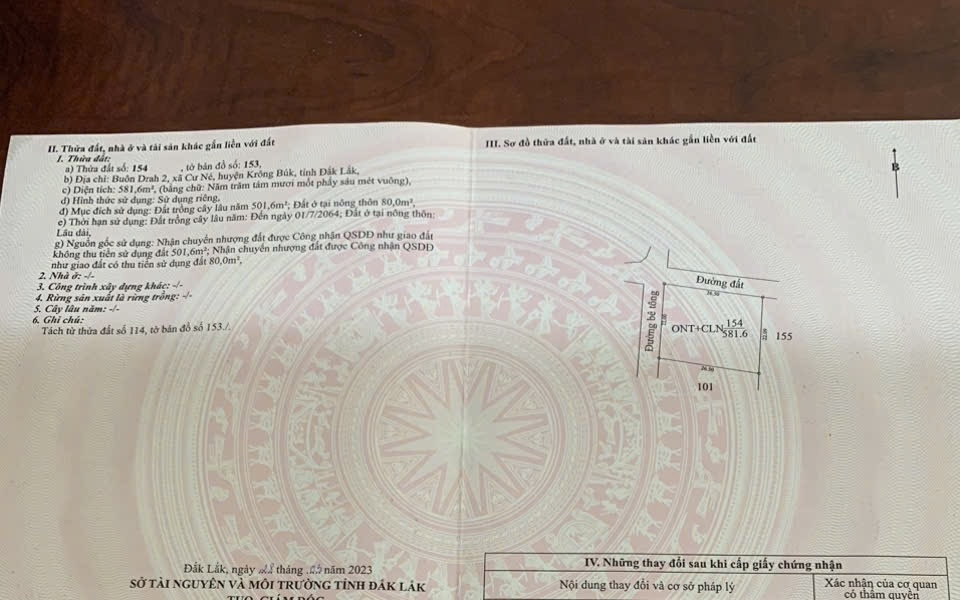 II. Thửa đất, nhà ở và tài sản khác gắn liền với đất
1. Thửa đất:
a) Thửa đất số: 154 , tờ bản đồ số: 153,
b) Địa chỉ: Buôn Drah 2, xã Cư Né, huyện Krông Búk, tỉnh Đắk Lắk,
c) Diện tích: 581,6m², (bằng chữ: Năm trăm tám mươi mốt phẩy sáu mét vuông),
d) Hình thức sử dụng: Sử dụng riêng,
đ) Mục đích sử dụng: Đất trồng cây lâu năm 501,6m²; Đất ở tại nông thôn 80,0m²,
e) Thời hạn sử dụng: Đất trồng cây lâu năm: Đến ngày 01/7/2064; Đất ở tại nông thôn:
Lâu dài,
g) Nguồn gốc sử dụng: Nhận chuyển nhượng đất được Công nhận QSDĐ như giao đất
không thu tiền sử dụng đất 501,6m²; Nhận chuyển nhượng đất được Công nhận QSDĐ
như giao đất có thu tiền sử dụng đất 80,0m²,
2. Nhà ở: -/-
3. Công trình xây dựng khác: -/-
4. Rừng sản xuất là rừng trồng: -/-
5. Cây lâu năm: -/-
6. Ghi chú:
Tách từ thửa đất số 114, tờ bản đồ số 153./.
Đắk Lắk, ngày tháng năm 2023
SỞ TÀI NGUYÊN VÀ MÔI TRƯỜNG TỈNH ĐẮK LẮK
TUQ. GIÁM ĐỐC
III. Sơ đồ thửa đất, nhà ở và tài sản khác gắn liền với đất
B
Đường đất
Đường bê tông
ONT+CLN 154
581.6
155
101
IV. Những thay đổi sau khi cấp giấy chứng nhận
Nội dung thay đổi và cơ sở pháp lý
Xác nhận của cơ quan
có thẩm quyền